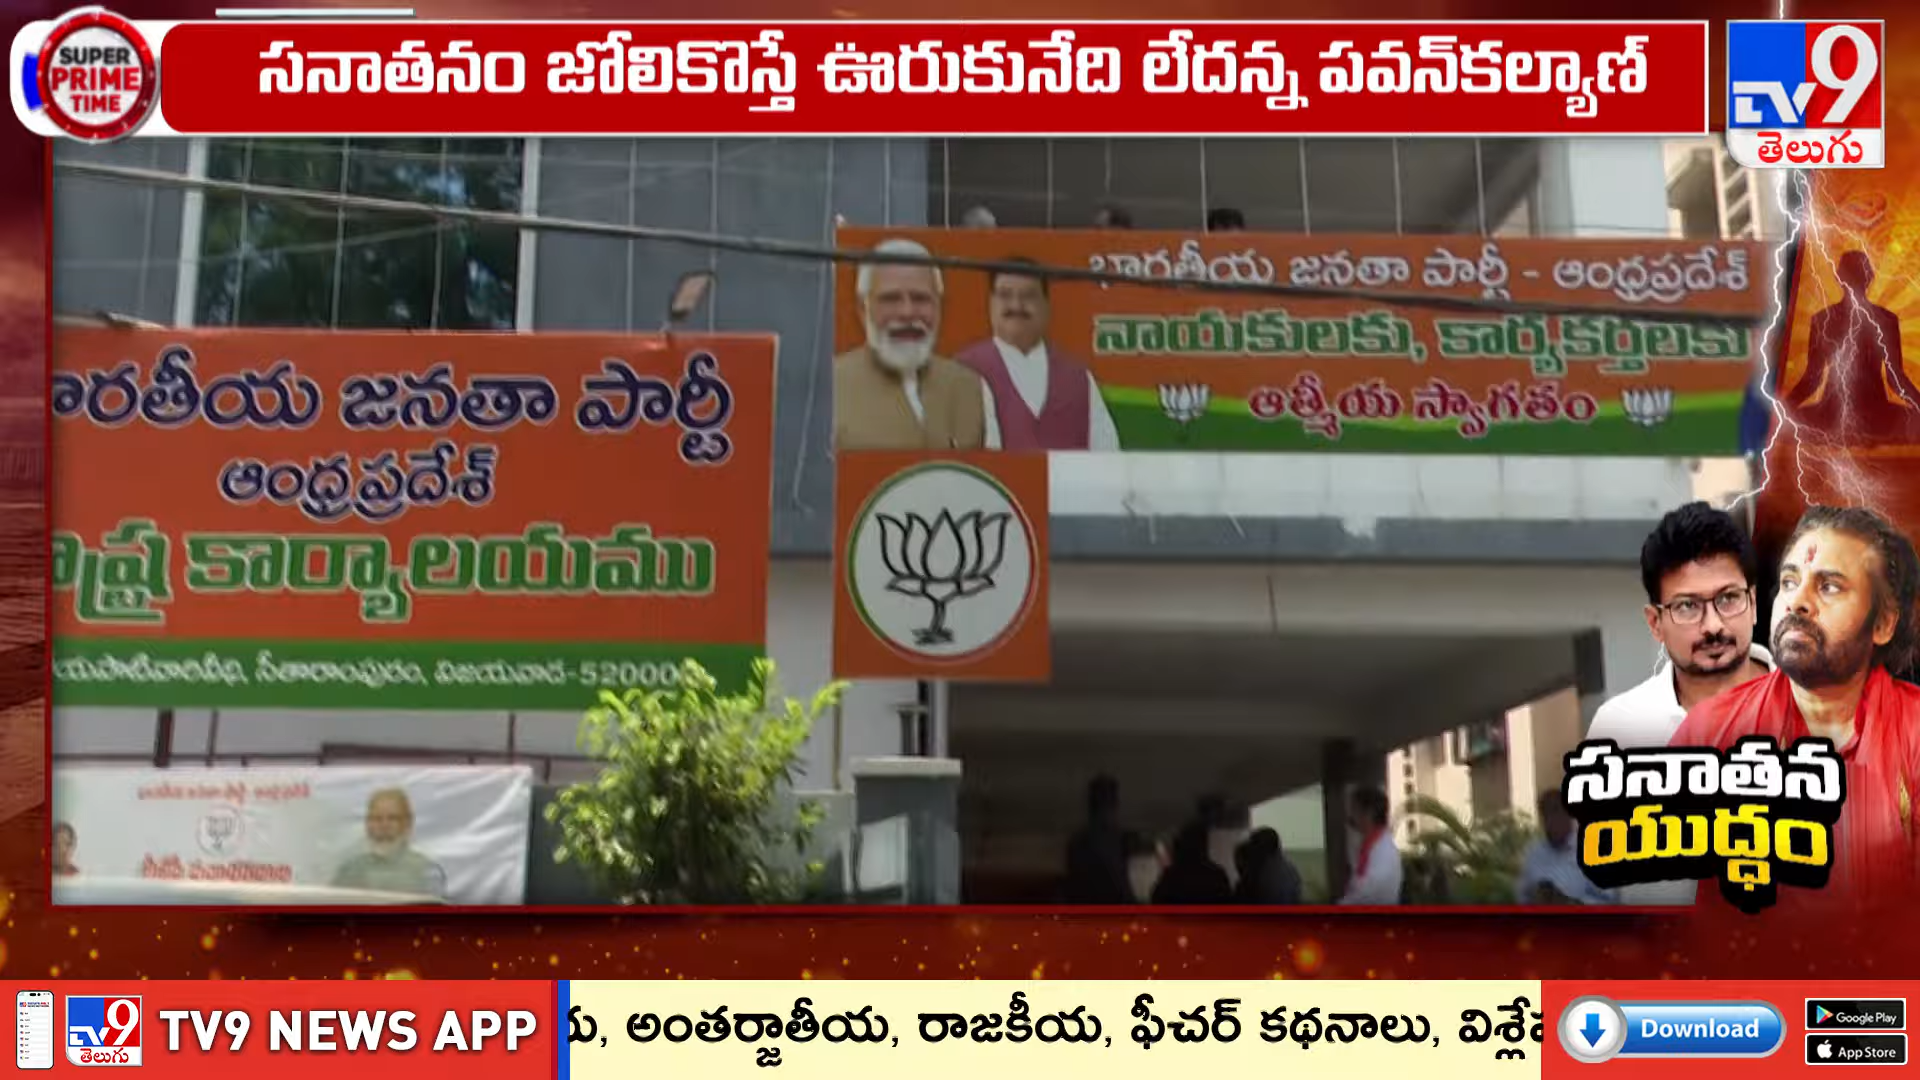 SUPER
PRIME
TIME
సనాతనం జోలికొస్తే ఊరుకునేది లేదన్న పవన్‌కల్యాణ్
TV9
తెలుగు
భారతీయ జనతా పార్టీ - ఆంధ్రప్రదేశ్
నాయకులకు, కార్యకర్తలకు
ఆత్మీయ స్వాగతం
జనతా పార్టీ
ఆంధ్రప్రదేశ్
కార్యాలయము
సీతారాంపురం, విజయవాడ-520002
సనాతన
యుద్ధం
TV9
తెలుగు
TV9 NEWS APP
అంతర్జాతీయ, రాజకీయ, ఫీచర్ కథనాలు,
Download
Google Play
App Store